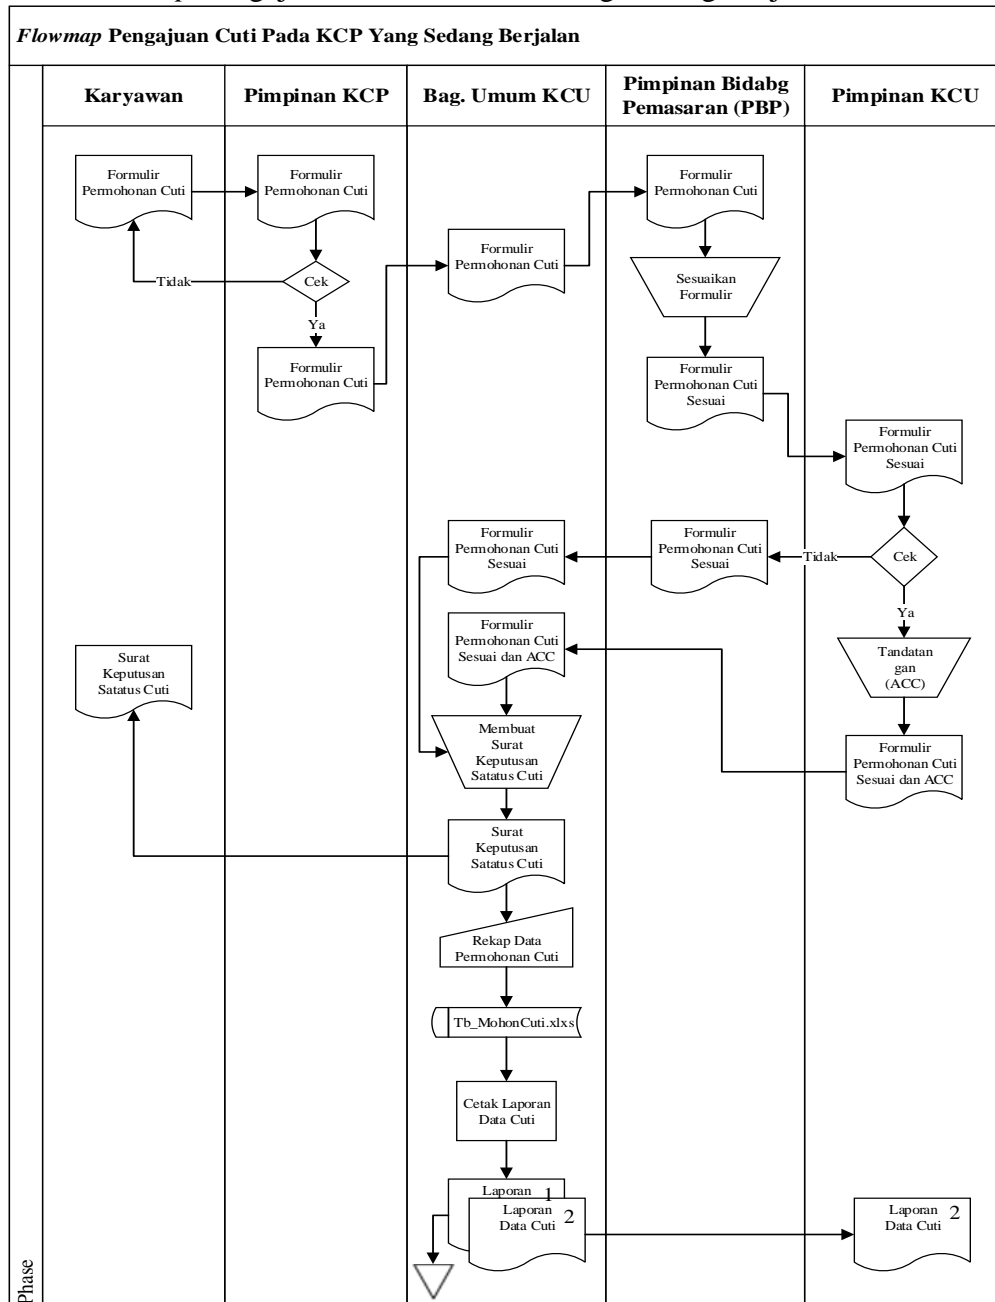 Flowmap Pengajuan Cuti Pada KCP Yang Sedang Berjalan
Karyawan
Pimpinan KCP
Bag. Umum KCU
Pimpinan Bidabg
Pemasaran (PBP)
Pimpinan KCU
Formulir
Permohonan Cuti
Formulir
Permohonan Cuti
Formulir
Permohonan Cuti
Formulir
Permohonan Cuti
Tidak
Cek
Sesuaikan
Formulir
Ya
Formulir
Permohonan Cuti
Formulir
Permohonan Cuti
Sesuai
Formulir
Permohonan Cuti
Sesuai
Formulir
Permohonan Cuti
Sesuai
Formulir
Permohonan Cuti
Sesuai
Tidak
Cek
Ya
Formulir
Permohonan Cuti
Sesuai dan ACC
Tandatan
gan
(ACC)
Surat
Keputusan
Satatus Cuti
Membuat
Surat
Keputusan
Satatus Cuti
Formulir
Permohonan Cuti
Sesuai dan ACC
Surat
Keputusan
Satatus Cuti
Rekap Data
Permohonan Cuti
Tb_MohonCuti.xlxs
Cetak Laporan
Data Cuti
Laporan 1
Laporan
Data Cuti 2
Laporan
Data Cuti 2
Phase